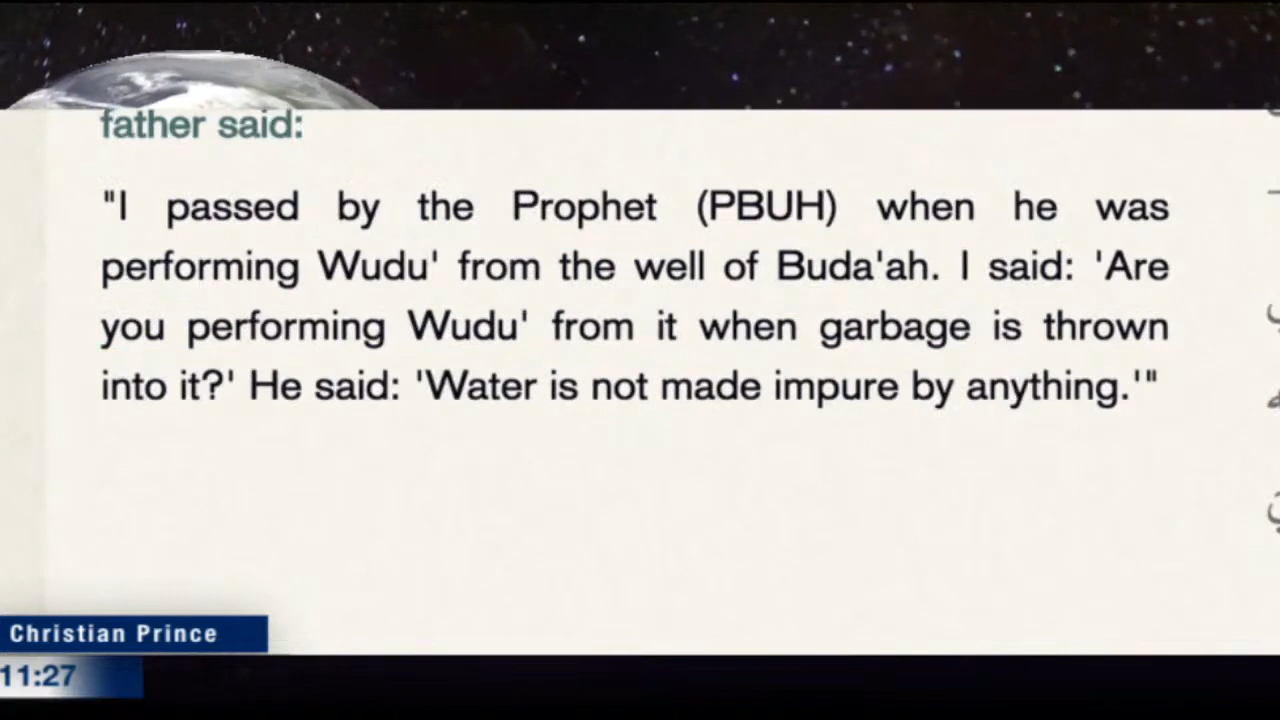 father said:
"I passed by the Prophet (PBUH) when he was
performing Wudu' from the well of Buda'ah. I said: 'Are
you performing Wudu' from it when garbage is thrown
into it?' He said: 'Water is not made impure by anything.'"
Christian Prince
11:27